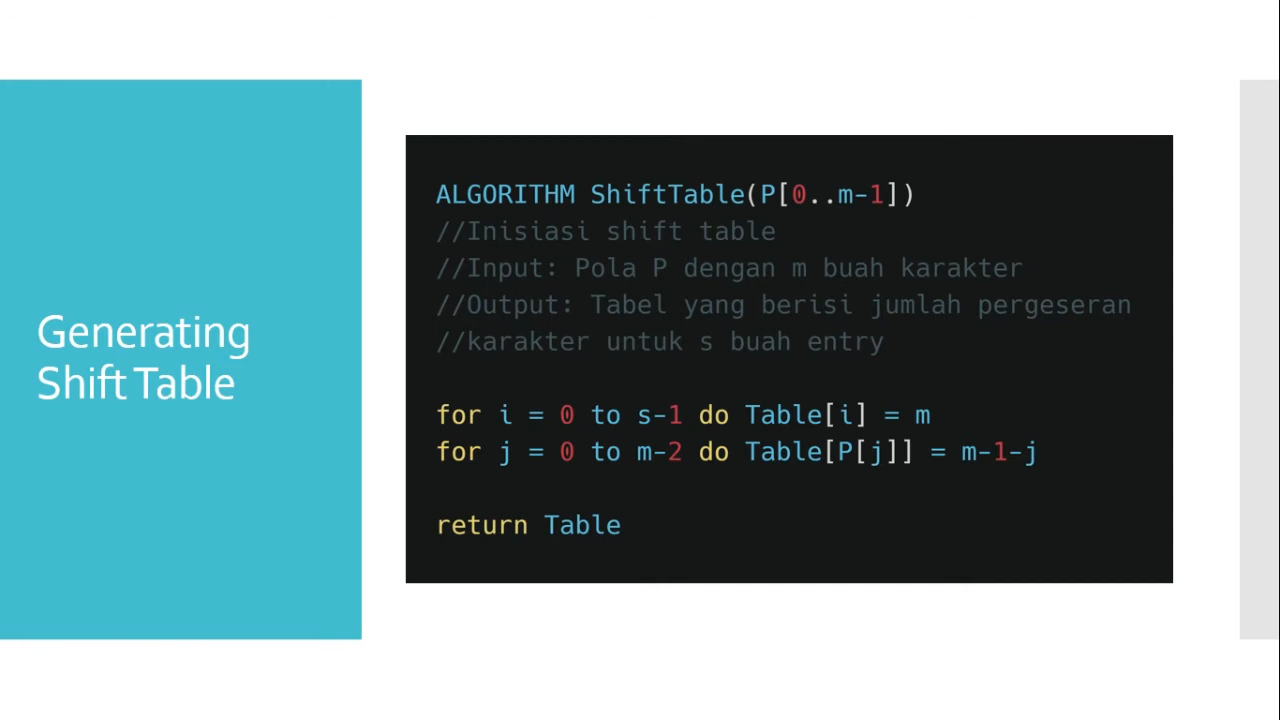 Generating
Shift Table
ALGORITHM ShiftTable(P[0..m-1])
//Inisiasi shift table
//Input: Pola P dengan m buah karakter
//Output: Tabel yang berisi jumlah pergeseran
//karakter untuk s buah entry
for i = 0 to s-1 do Table[i] = m
for j = 0 to m-2 do Table[P[j]] = m-1-j
return Table